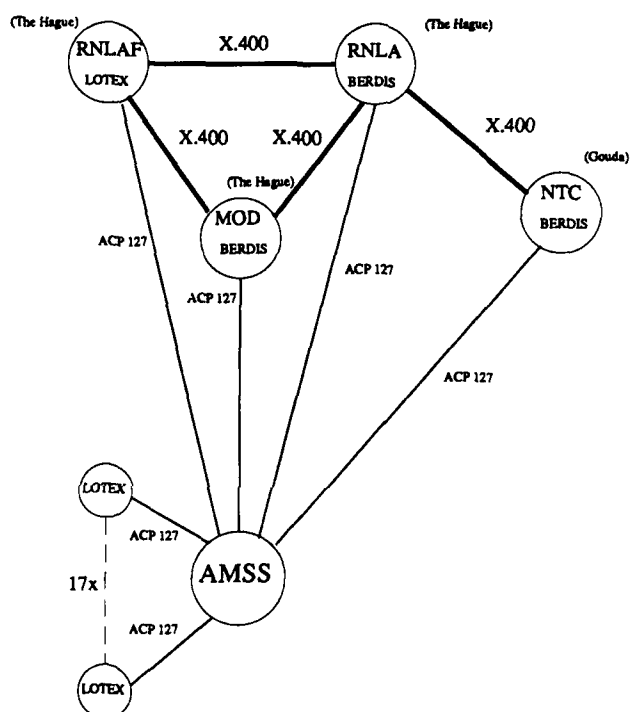 (The Hague)
(The Hague)
RNLAF
LOTEX
X.400
RNLA
BERDIS
X.400
X.400
X.400
(Gouda)
(The Hague)
NTC
BERDIS
MOD
BERDIS
ACP 127
ACP 127
ACP 127
ACP 127
LOTEX
ACP 127
AMSS
17x
ACP 127
LOTEX